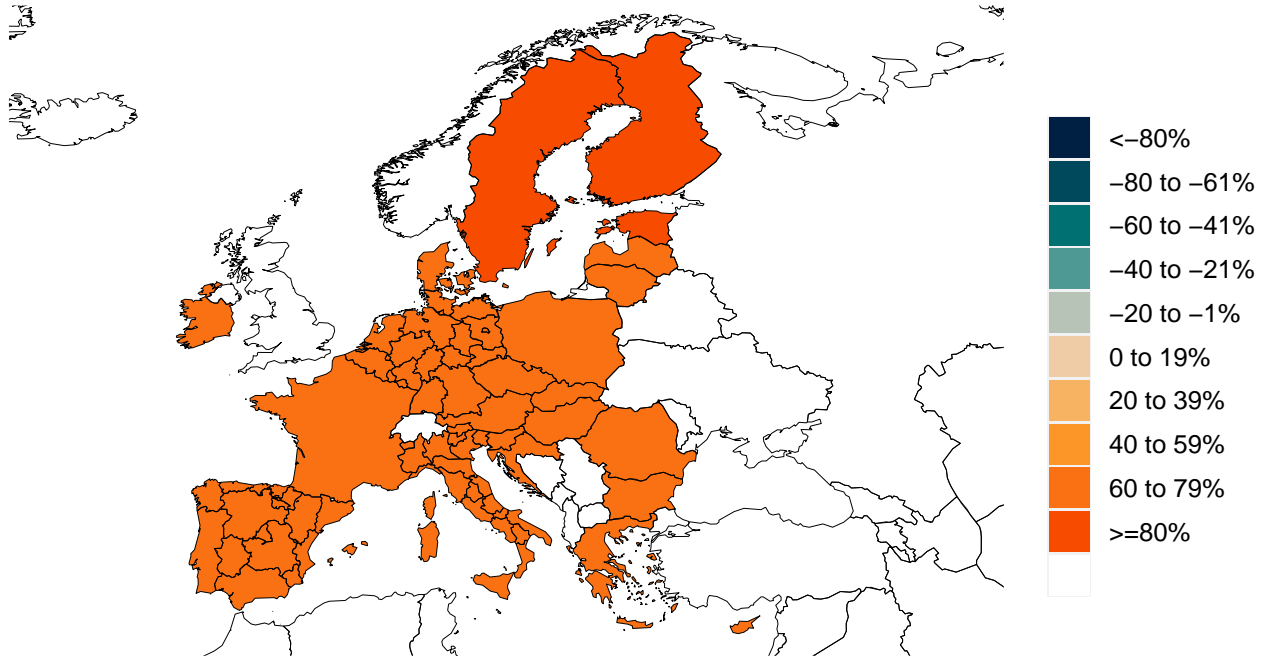 <−80%
−80 to −61%
−60 to −41%
−40 to −21%
−20 to −1%
0 to 19%
20 to 39%
40 to 59%
60 to 79%
>=80%